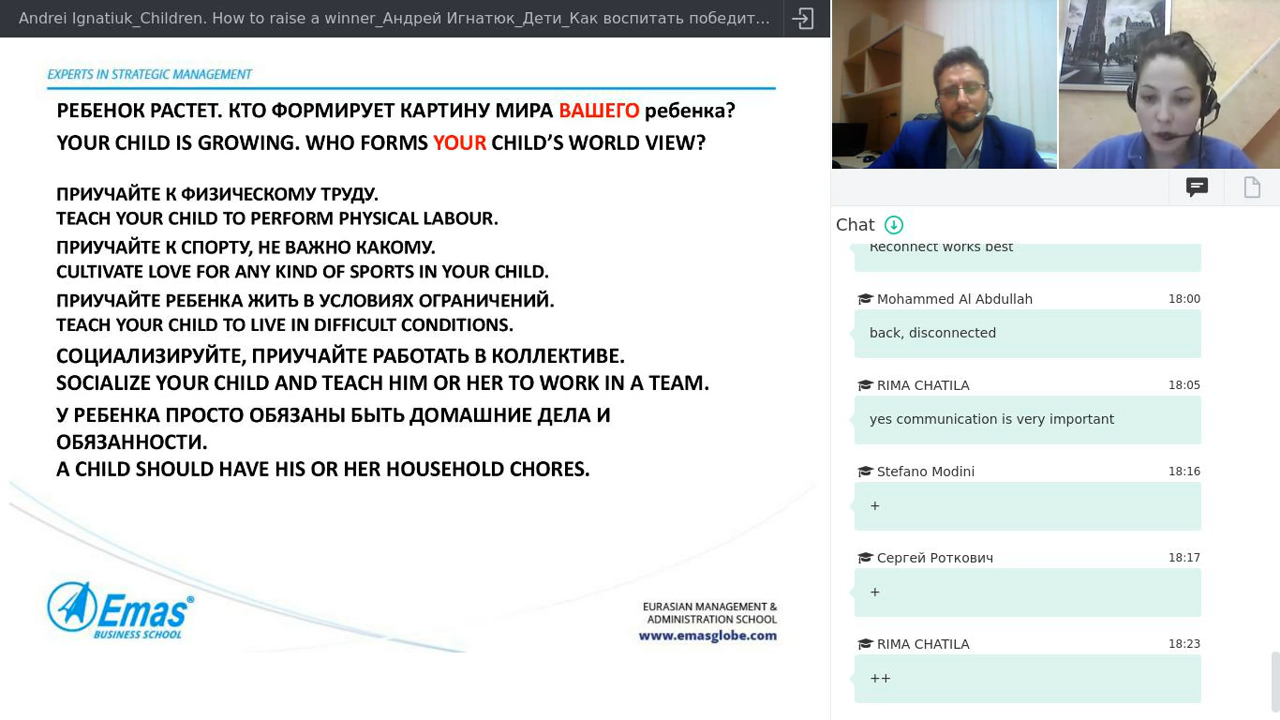 Andrei Ignatiuk_Children. How to raise a winner_Андрей Игнатюк_Дети_Как воспитать победит...
EXPERTS IN STRATEGIC MANAGEMENT
РЕБЕНОК РАСТЕТ. КТО ФОРМИРУЕТ КАРТИНУ МИРА ВАШЕГО ребенка?
YOUR CHILD IS GROWING. WHO FORMS YOUR CHILD'S WORLD VIEW?
ПРИУЧАЙТЕ К ФИЗИЧЕСКОМУ ТРУДУ.
TEACH YOUR CHILD TO PERFORM PHYSICAL LABOUR.
ПРИУЧАЙТЕ К СПОРТУ, НЕ ВАЖНО КАКОМУ.
CULTIVATE LOVE FOR ANY KIND OF SPORTS IN YOUR CHILD.
ПРИУЧАЙТЕ РЕБЕНКА ЖИТЬ В УСЛОВИЯХ ОГРАНИЧЕНИЙ.
TEACH YOUR CHILD TO LIVE IN DIFFICULT CONDITIONS.
СОЦИАЛИЗИРУЙТЕ, ПРИУЧАЙТЕ РАБОТАТЬ В КОЛЛЕКТИВЕ.
SOCIALIZE YOUR CHILD AND TEACH HIM OR HER TO WORK IN A TEAM.
У РЕБЕНКА ПРОСТО ОБЯЗАНЫ БЫТЬ ДОМАШНИЕ ДЕЛА И
ОБЯЗАННОСТИ.
A CHILD SHOULD HAVE HIS OR HER HOUSEHOLD CHORES.
Emas®
BUSINESS SCHOOL
EURASIAN MANAGEMENT &
ADMINISTRATION SCHOOL
www.emasglobe.com
Chat
Reconnect works best
Mohammed Al Abdullah 18:00
back, disconnected
RIMA CHATILA 18:05
yes communication is very important
Stefano Modini 18:16
+
Сергей Роткович 18:17
+
RIMA CHATILA 18:23
++